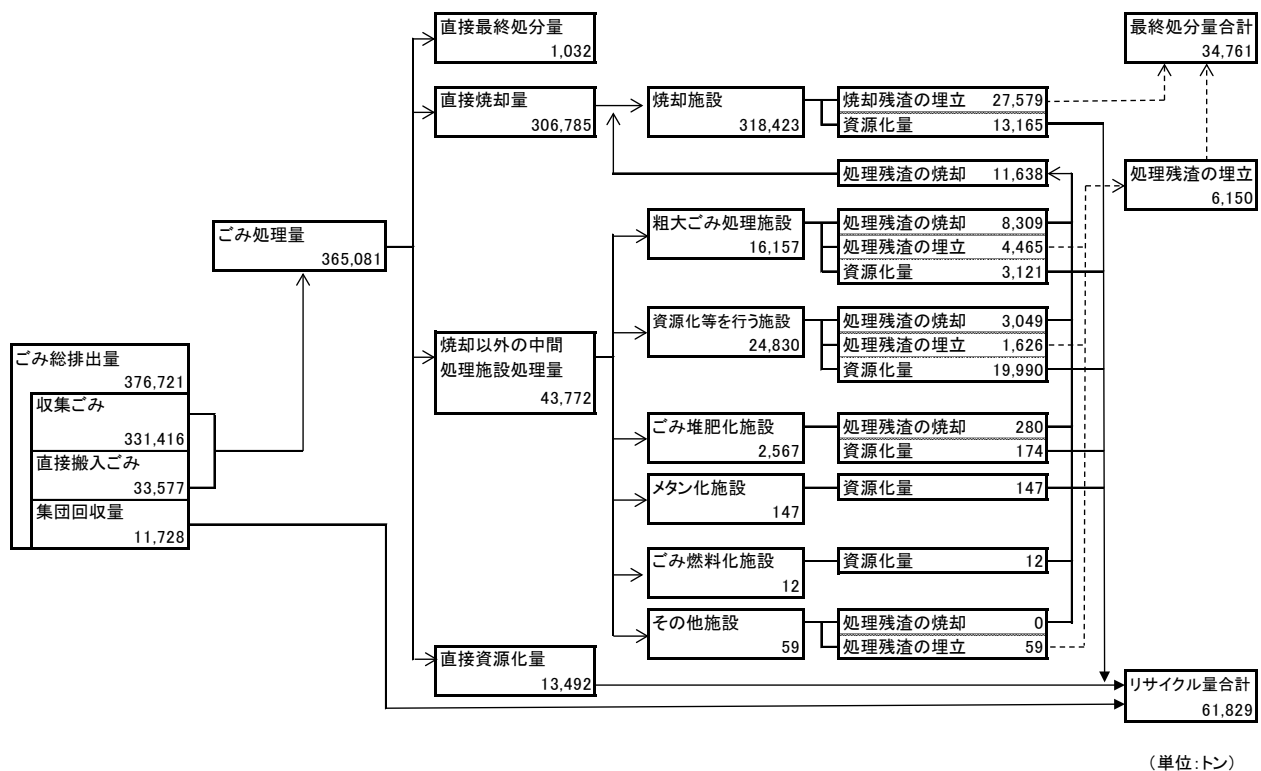 直接最終処分量
1,032
最終処分量合計
34,761
直接焼却量
306,785
焼却施設
318,423
焼却残渣の埋立 27,579
資源化量 13,165
処理残渣の焼却 11,638
処理残渣の埋立
6,150
ごみ処理量
365,081
粗大ごみ処理施設
16,157
処理残渣の焼却 8,309
処理残渣の埋立 4,465
資源化量 3,121
ごみ総排出量
376,721
収集ごみ
331,416
直接搬入ごみ
33,577
集団回収量
11,728
焼却以外の中間
処理施設処理量
43,772
資源化等を行う施設
24,830
処理残渣の焼却 3,049
処理残渣の埋立 1,626
資源化量 19,990
ごみ堆肥化施設
2,567
処理残渣の焼却 280
資源化量 174
メタン化施設
147
資源化量 147
ごみ燃料化施設
12
資源化量 12
その他施設
59
処理残渣の焼却 0
処理残渣の埋立 59
直接資源化量
13,492
リサイクル量合計
61,829
（単位:トン）